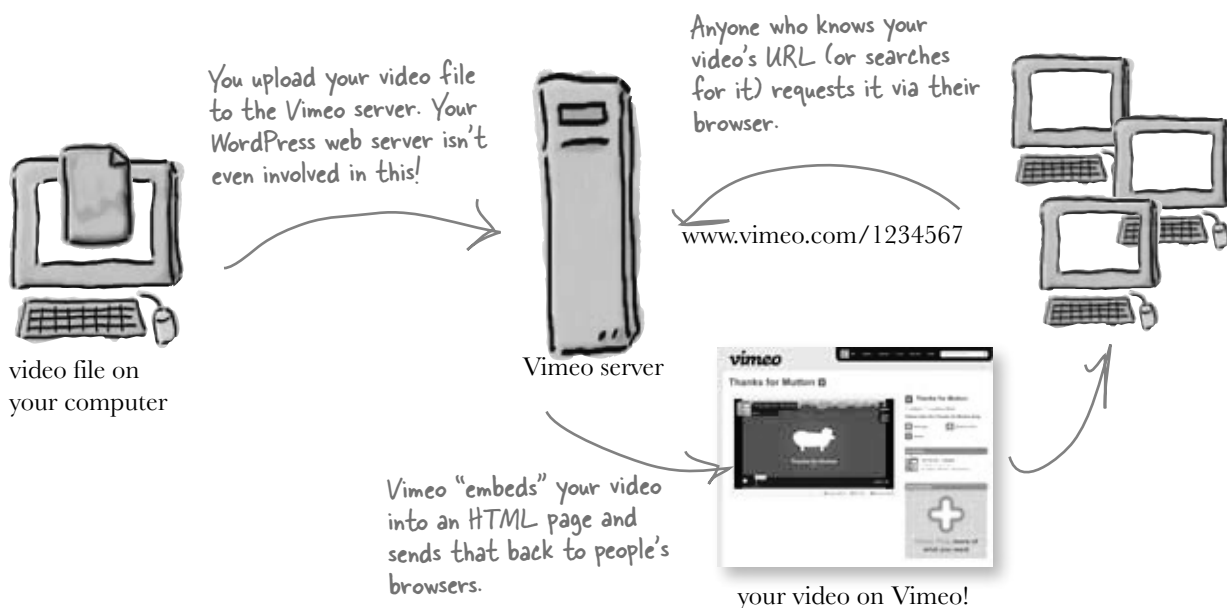 You upload your video file
to the Vimeo server. Your
WordPress web server isn't
even involved in this!
Anyone who knows your
video's URL (or searches
for it) requests it via their
browser.
www.vimeo.com/1234567
video file on
your computer
Vimeo server
vimeo
Thanks for Mutton
Thanks for Mutton
Vimeo "embeds" your video
into an HTML page and
sends that back to people's
browsers.
your video on Vimeo!